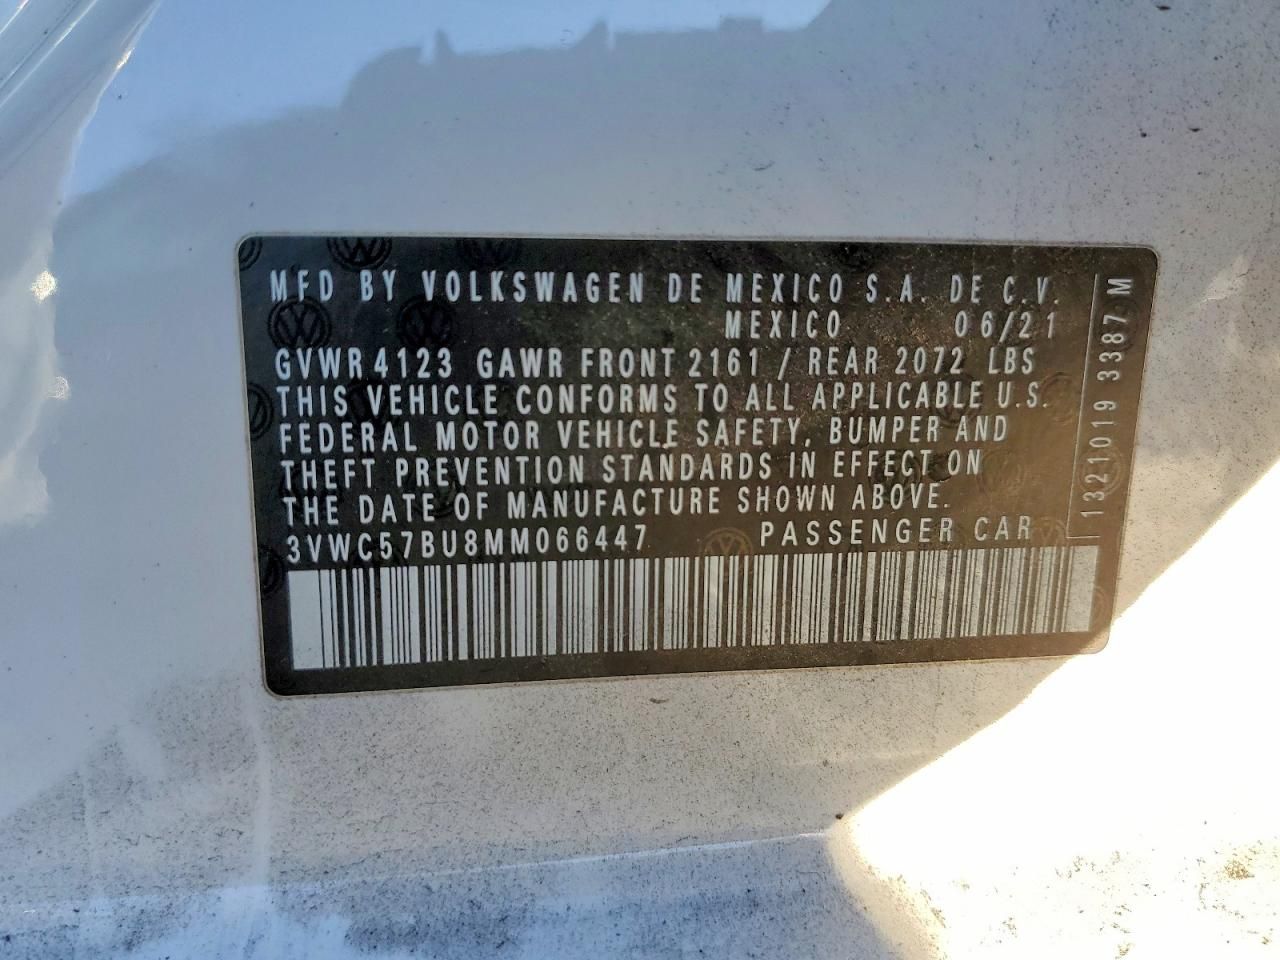 MFD BY VOLKSWAGEN DE MEXICO S.A. DE C.V.
MEXICO 06/21
GVWR 4123 GAWR FRONT 2161 / REAR 2072 LBS
THIS VEHICLE CONFORMS TO ALL APPLICABLE U.S.
FEDERAL MOTOR VEHICLE SAFETY, BUMPER AND
THEFT PREVENTION STANDARDS IN EFFECT ON
THE DATE OF MANUFACTURE SHOWN ABOVE.
3VWC57BU8MM066447 PASSENGER CAR
1321019 3387 M